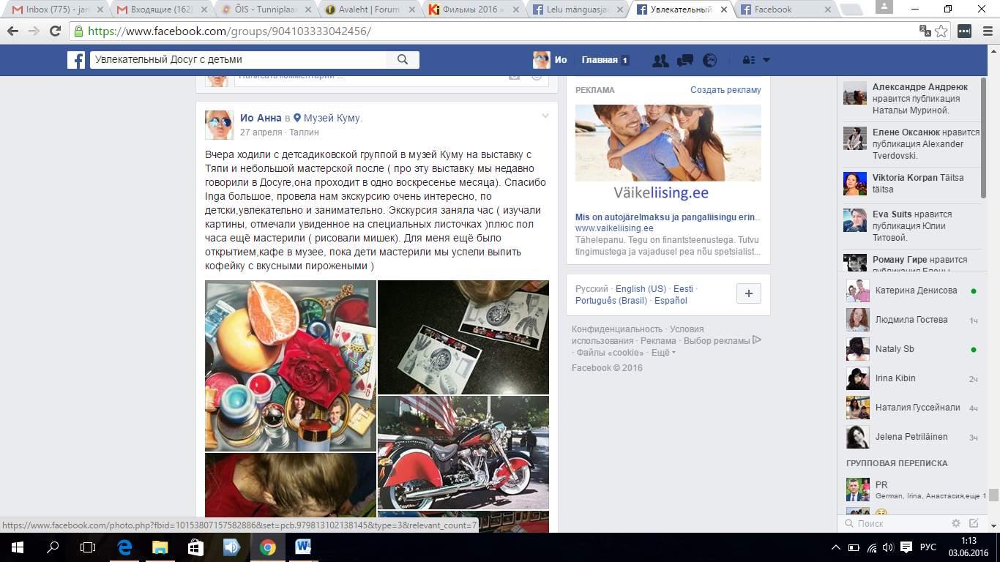 Inbox (775) - jan
Входящие (162)
ÕIS - Tunniplaan
Avaleht | Forum
Фильмы 2016 »
Lelu mänguasjad
Увлекательный
Facebook
https://www.facebook.com/groups/904103333042456/
Увлекательный Досуг с детьми
Ио
Главная 1
Написать комментарий ...
Ио Анна в Музей Куму.
27 апреля · Таллин
Вчера ходили с детсадиковской группой в музей Куму на выставку с
Тяпи и небольшой мастерской после ( про эту выставку мы недавно
говорили в Досуге,она проходит в одно воскресенье месяца). Спасибо
Inga большое, провела нам экскурсию очень интересно, по
детски,увлекательно и занимательно. Экскурсия заняла час ( изучали
картины, отмечали увиденное на специальных листочках )плюс пол
часа ещё мастерили ( рисовали мишек). Для меня ещё было
открытием,кафе в музее, пока дети мастерили мы успели выпить
кофейку с вкусными пирожеными )
РЕКЛАМА
Создать рекламу
Väikeliising.ee
Mis on autojärelmaksu ja pangaliisingu erin..
www.vaikeliising.ee
Tähelepanu. Tegu on finantsteenustega. Tutvu
tingimustega ja vajadusel pea nõu spetsialist...
Русский · English (US) · Eesti ·
Português (Brasil) · Español
Конфиденциальность · Условия
использования · Реклама · Выбор рекламы
· Файлы «cookie» · Ещё
Facebook © 2016
Александре Андреюк
нравится публикация
Натальи Муриной.
Елене Оксанюк нравится
публикация Alexander
Tverdovski.
Viktoria Korpan Täitsa
täitsa
Eva Suits нравится
публикация Юлии
Титовой.
Роману Гире нравится
публикация Елены
Катерина Денисова
Людмила Гостева 1ч
Nataly Sb
Irina Kibin 2ч
Наталия Гуссейнали 4ч
Jelena Petriläinen 3ч
ГРУППОВАЯ ПЕРЕПИСКА
PR
German, Irina, Анастасия,еще 1
Поиск
https://www.facebook.com/photo.php?fbid=10153807157582886&set=pcb.979813102138145&type=3&relevant_count=7
РУС
1:13
03.06.2016